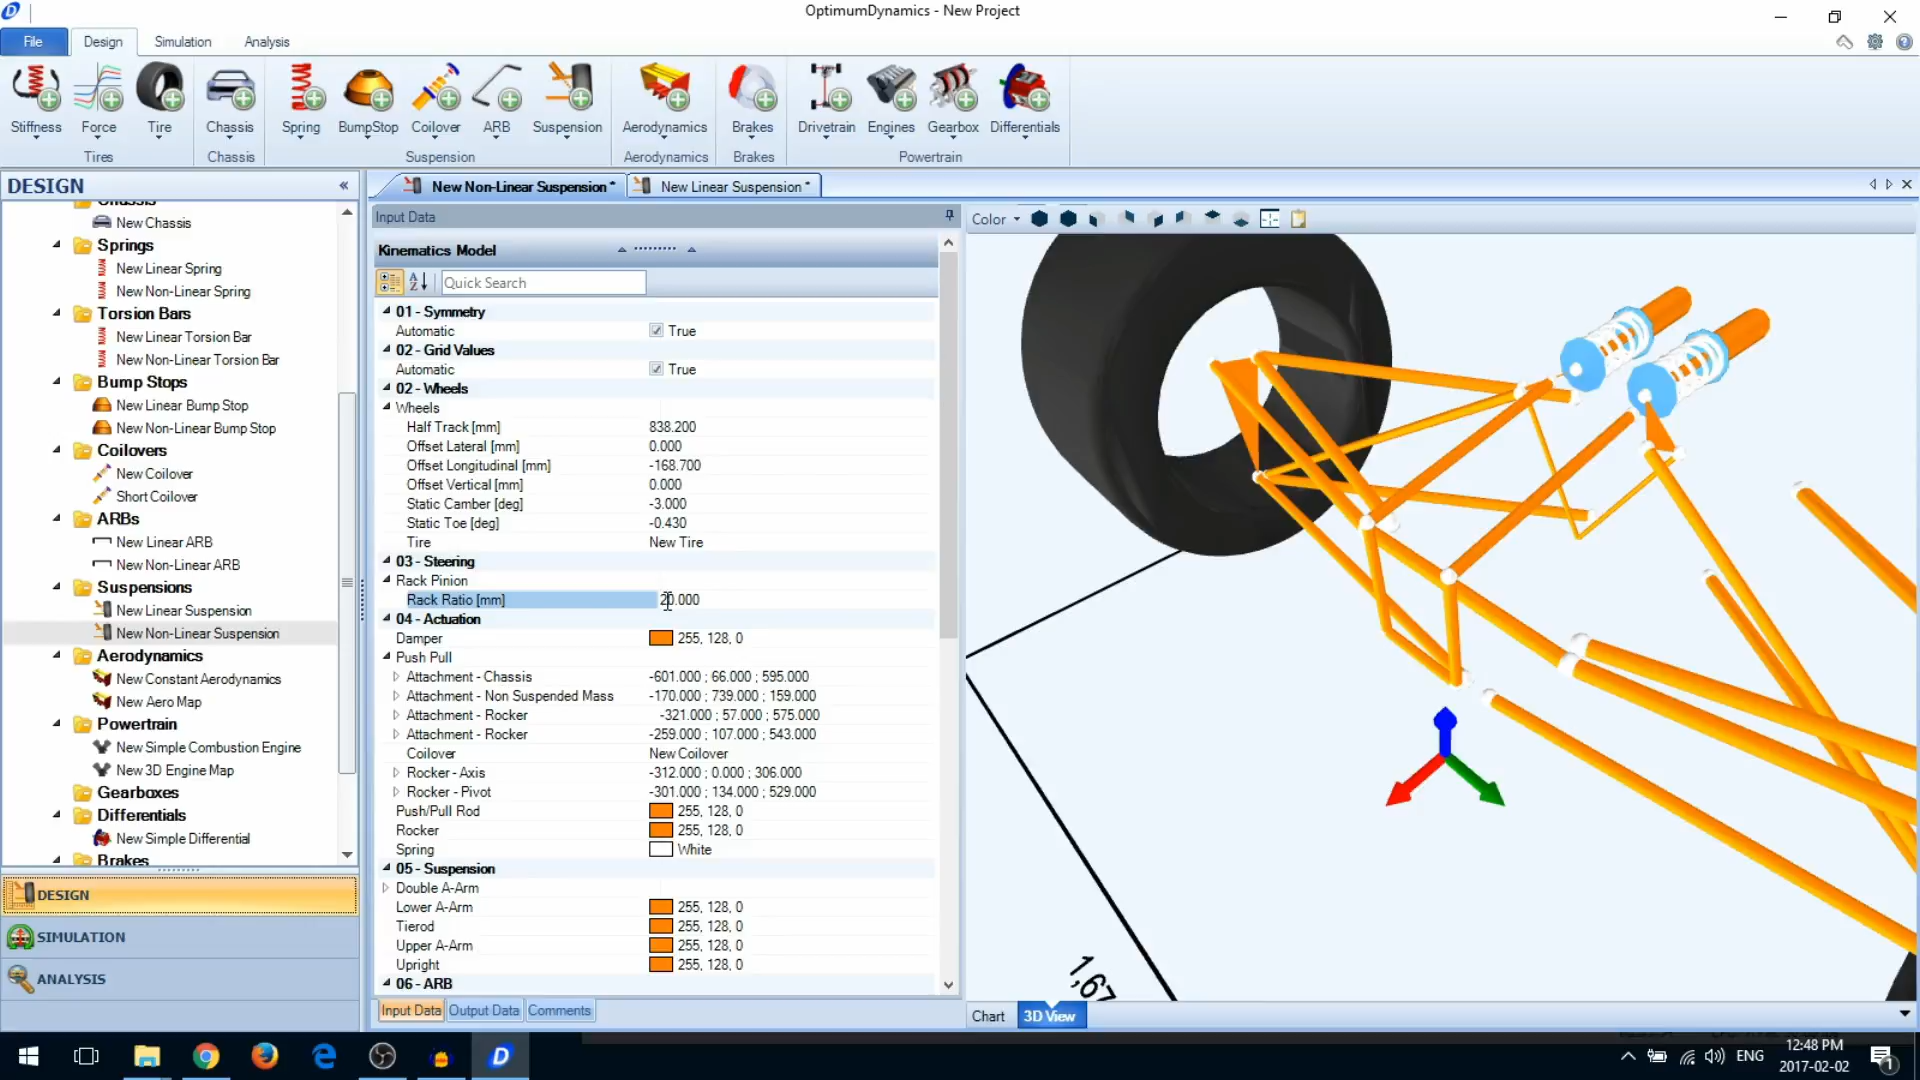 OptimumDynamics - New Project
File Design Simulation Analysis
Stiffness Force Tire Chassis Spring BumpStop Coilover ARB Suspension Aerodynamics Brakes Drivetrain Engines Gearbox Differentials
Tires Chassis Suspension Aerodynamics Brakes Powertrain
DESIGN
Chassis
New Chassis
Springs
New Linear Spring
New Non-Linear Spring
Torsion Bars
New Linear Torsion Bar
New Non-Linear Torsion Bar
Bump Stops
New Linear Bump Stop
New Non-Linear Bump Stop
Coilovers
New Coilover
Short Coilover
ARBs
New Linear ARB
New Non-Linear ARB
Suspensions
New Linear Suspension
New Non-Linear Suspension
Aerodynamics
New Constant Aerodynamics
New Aero Map
Powertrain
New Simple Combustion Engine
New 3D Engine Map
Gearboxes
Differentials
New Simple Differential
Brakes
DESIGN
SIMULATION
ANALYSIS
New Non-Linear Suspension * New Linear Suspension *
Input Data
Kinematics Model
Quick Search
01 - Symmetry
Automatic True
02 - Grid Values
Automatic True
02 - Wheels
Wheels
Half Track [mm] 838.200
Offset Lateral [mm] 0.000
Offset Longitudinal [mm] -168.700
Offset Vertical [mm] 0.000
Static Camber [deg] -3.000
Static Toe [deg] -0.430
Tire New Tire
03 - Steering
Rack Pinion
Rack Ratio [mm] 20.000
04 - Actuation
Damper 255, 128, 0
Push Pull
Attachment - Chassis -601.000 ; 66.000 ; 595.000
Attachment - Non Suspended Mass -170.000 ; 739.000 ; 159.000
Attachment - Rocker -321.000 ; 57.000 ; 575.000
Attachment - Rocker -259.000 ; 107.000 ; 543.000
Coilover New Coilover
Rocker - Axis -312.000 ; 0.000 ; 306.000
Rocker - Pivot -301.000 ; 134.000 ; 529.000
Push/Pull Rod 255, 128, 0
Rocker 255, 128, 0
Spring White
05 - Suspension
Double A-Arm
Lower A-Arm 255, 128, 0
Tierod 255, 128, 0
Upper A-Arm 255, 128, 0
Upright 255, 128, 0
06 - ARB
Input Data Output Data Comments
Color
1,67
Chart 3D View
ENG
12:48 PM
2017-02-02
1